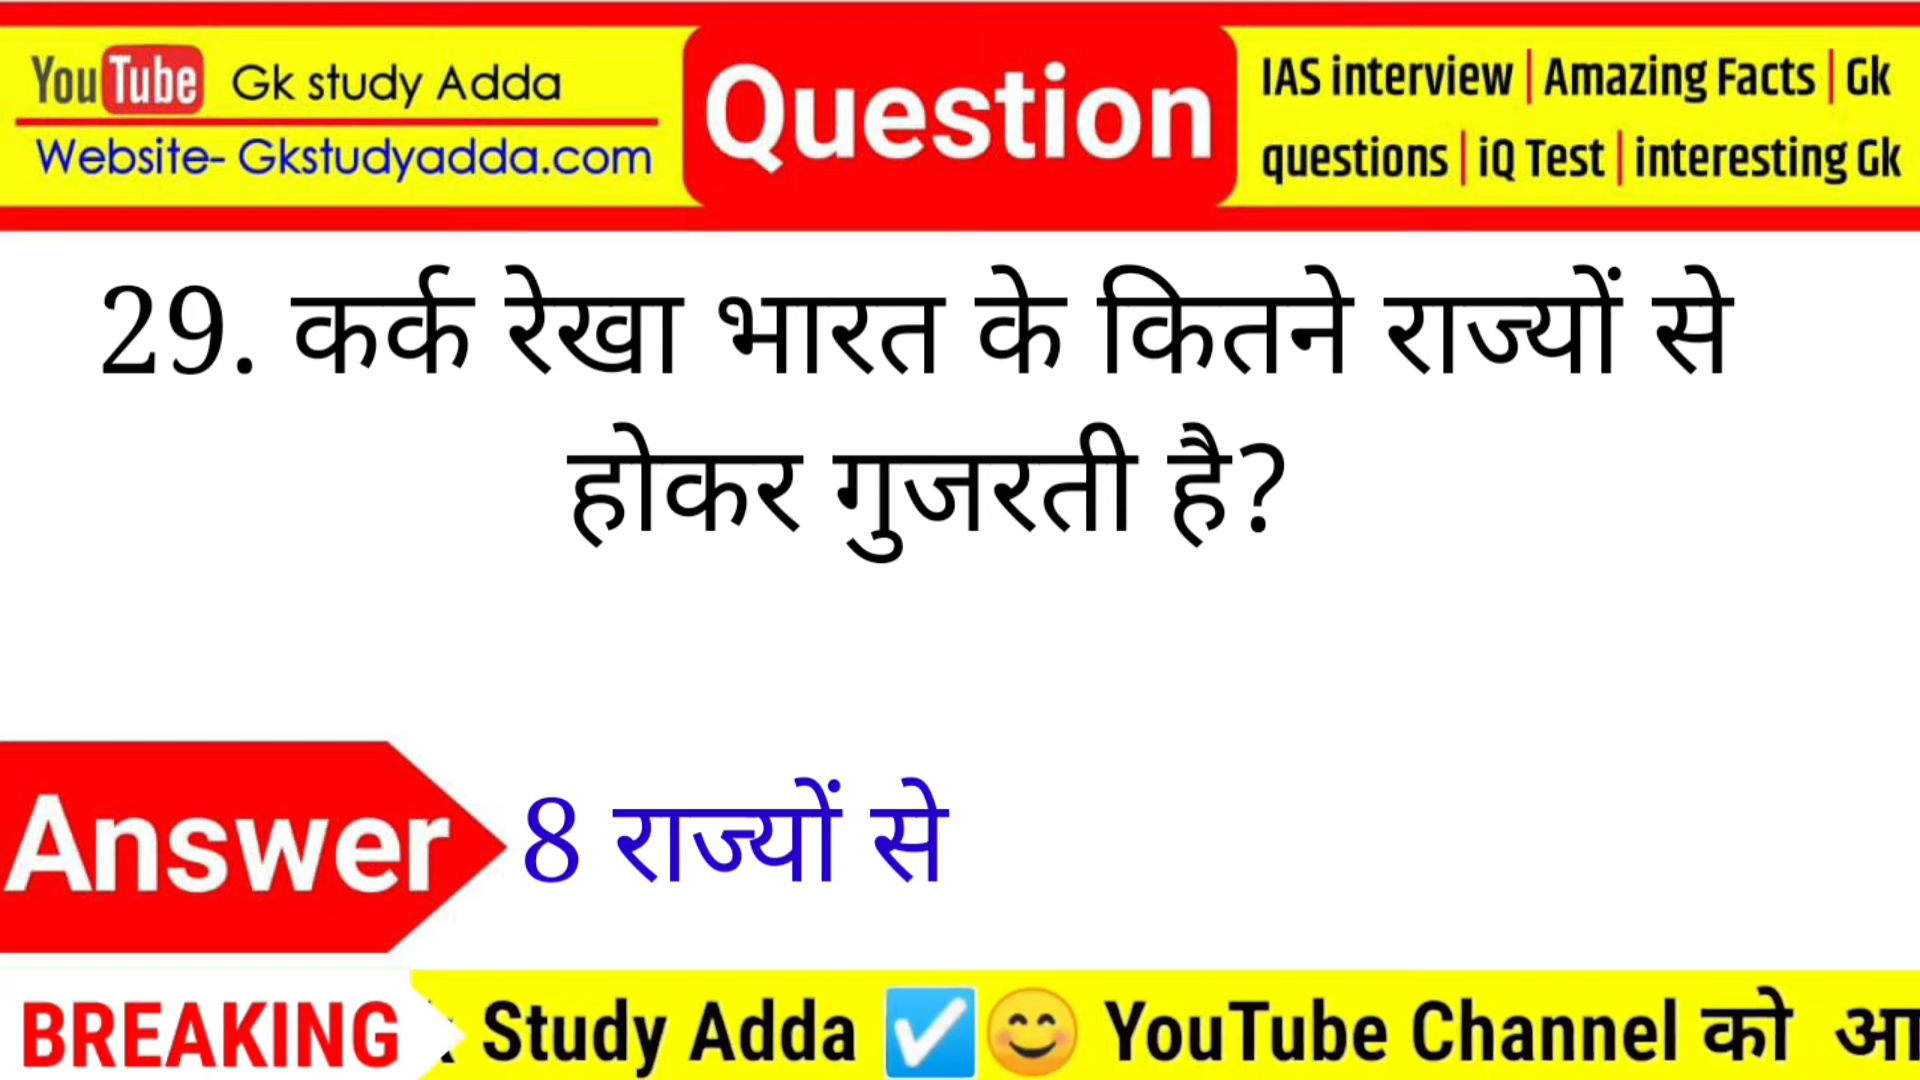 YouTube Gk study Adda
Website- Gkstudyadda.com
Question
IAS interview | Amazing Facts | Gk
questions | iQ Test | interesting Gk
29. कर्क रेखा भारत के कितने राज्यों से
होकर गुजरती है?
Answer
8 राज्यों से
BREAKING
Study Adda ☑️😊 YouTube Channel को